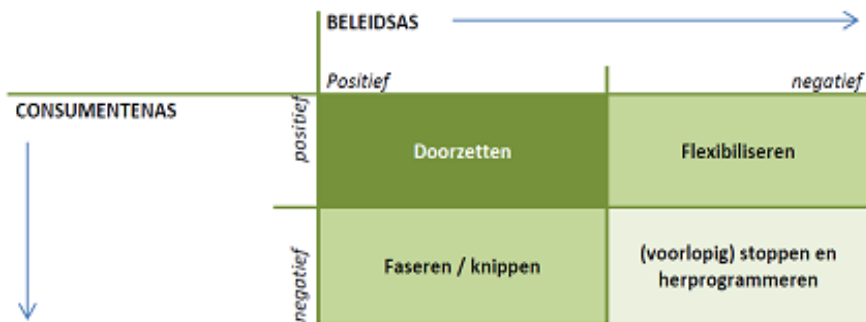 BELEIDSAS
Positief negatief
CONSUMENTENAS
positief
Doorzetten Flexibiliseren
negatief
Faseren / knippen
(voorlopig) stoppen en
herprogrammeren